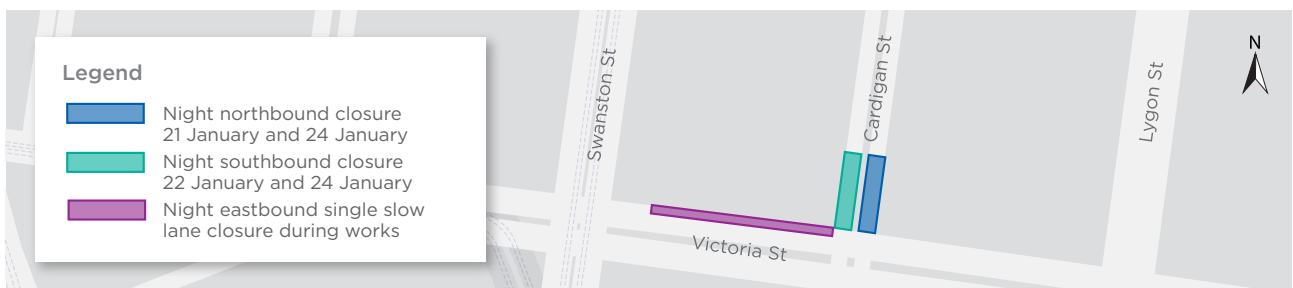 Legend
Night northbound closure
21 January and 24 January
Night southbound closure
22 January and 24 January
Night eastbound single slow
lane closure during works
Swanston St
Cardigan St
Lygon St
Victoria St
N